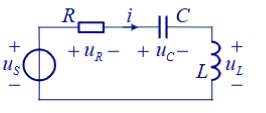 R i C
+ u_R − + u_C −
+ u_S −
L + u_L −